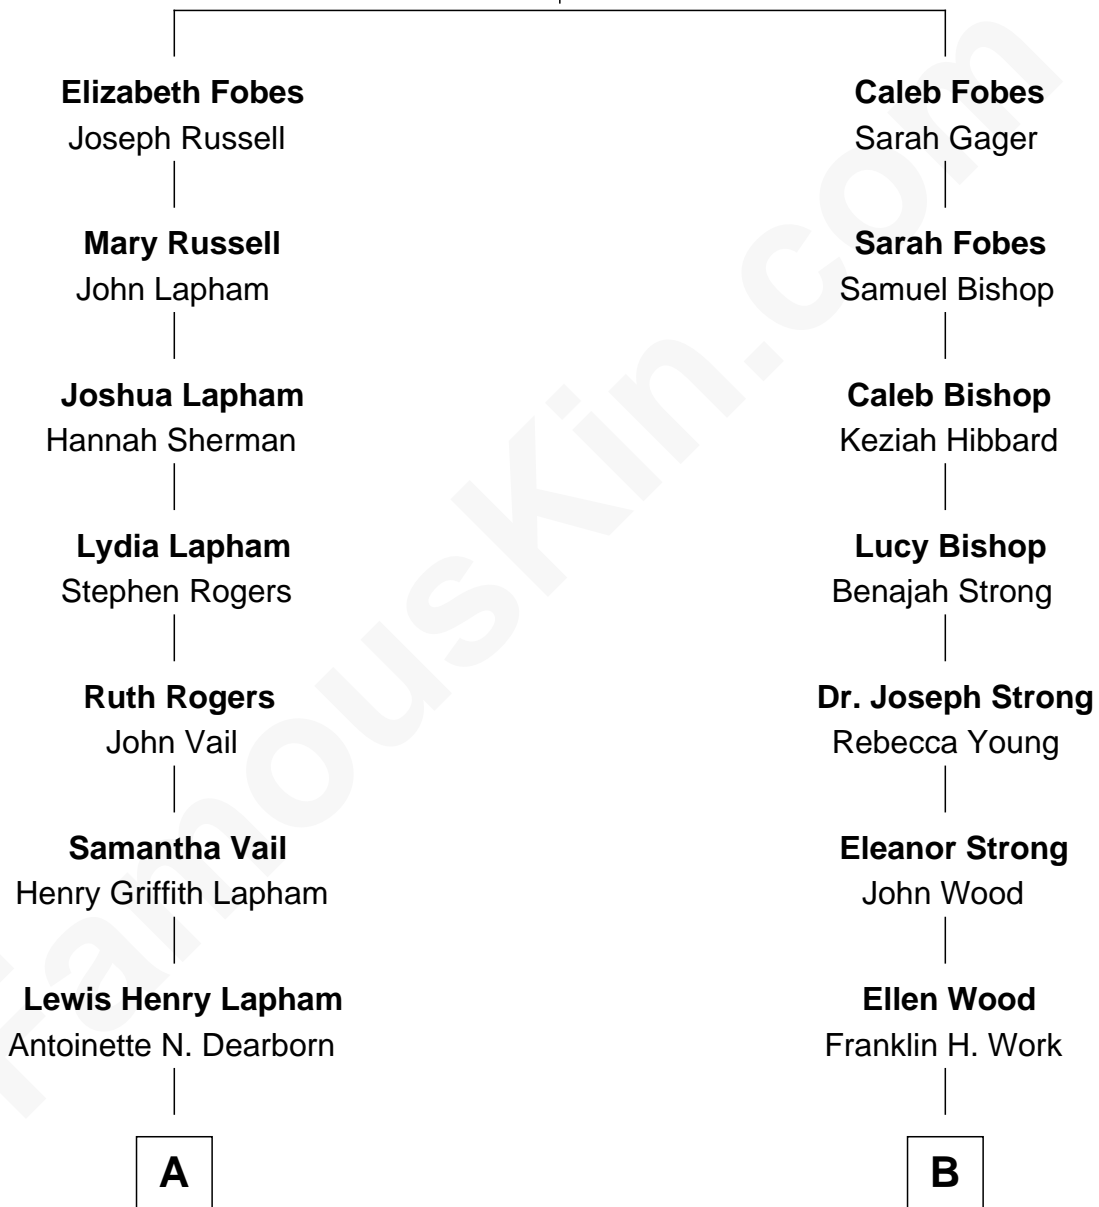 Elizabeth Fobes
Joseph Russell
Mary Russell
John Lapham
Joshua Lapham
Hannah Sherman
Lydia Lapham
Stephen Rogers
Ruth Rogers
John Vail
Samantha Vail
Henry Griffith Lapham
Lewis Henry Lapham
Antoinette N. Dearborn
A
Caleb Fobes
Sarah Gager
Sarah Fobes
Samuel Bishop
Caleb Bishop
Keziah Hibbard
Lucy Bishop
Benajah Strong
Dr. Joseph Strong
Rebecca Young
Eleanor Strong
John Wood
Ellen Wood
Franklin H. Work
B
FamousKin.com